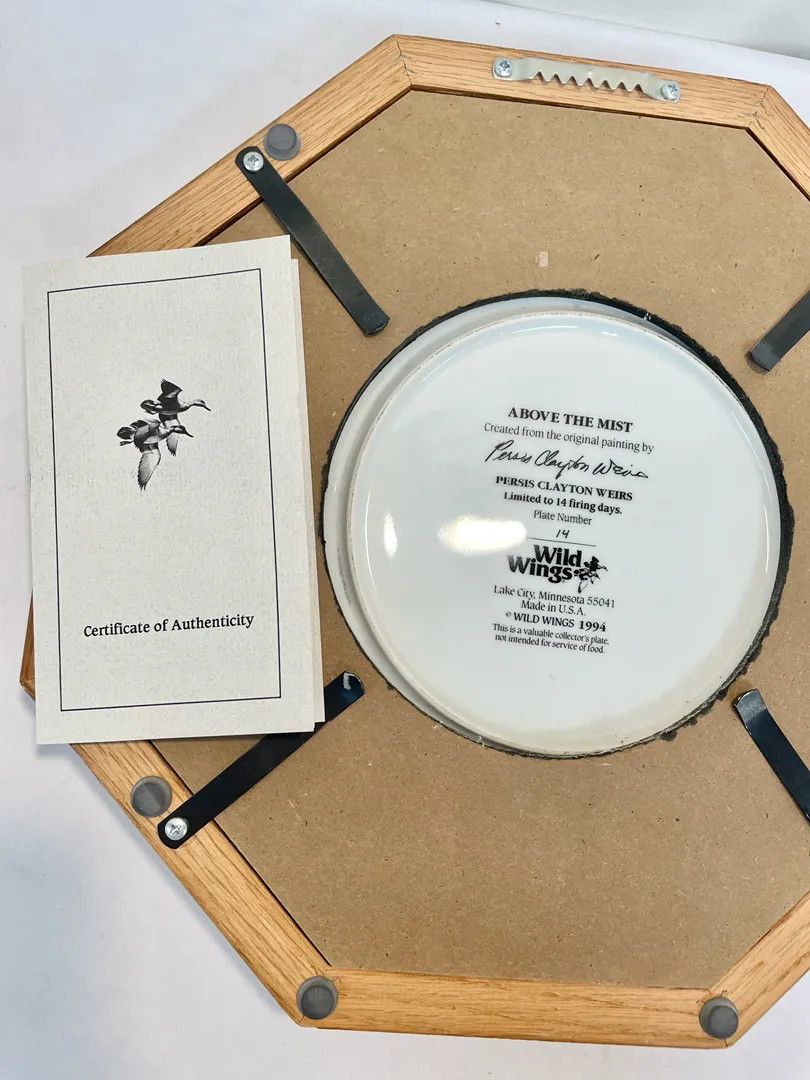 Certificate of Authenticity
ABOVE THE MIST
Created from the original painting by
Persis Clayton Weirs
PERSIS CLAYTON WEIRS
Limited to 14 firing days.
Plate Number
14
Wild
Wings
Lake City, Minnesota 55041
Made in U.S.A.
© WILD WINGS 1994
This is a valuable collector's plate,
not intended for service of food.